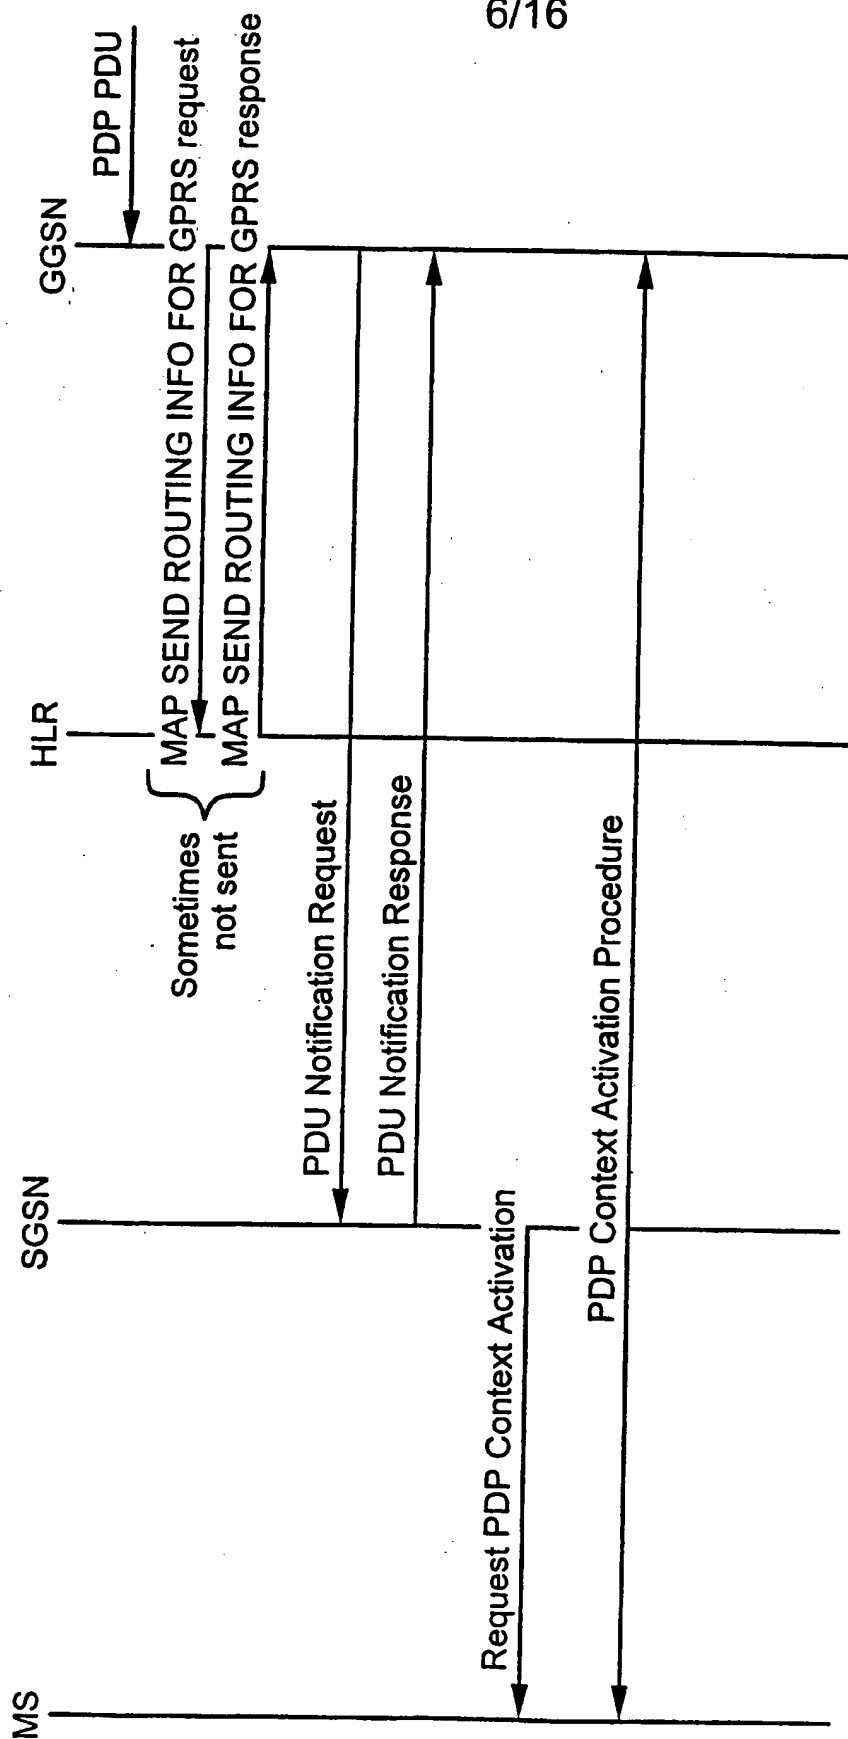 6/16
MS
SGSN
HLR
GGSN
PDP PDU
MAP SEND ROUTING INFO FOR GPRS request
MAP SEND ROUTING INFO FOR GPRS response
Sometimes
not sent
PDU Notification Request
PDU Notification Response
Request PDP Context Activation
PDP Context Activation Procedure